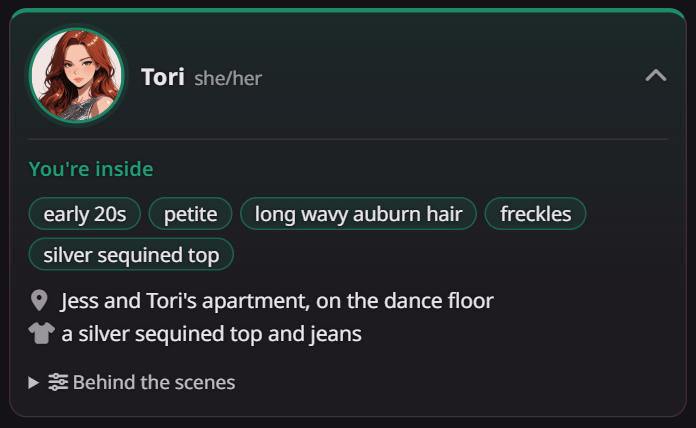 Tori she/her
You're inside
early 20s petite long wavy auburn hair freckles
silver sequined top
Jess and Tori's apartment, on the dance floor
a silver sequined top and jeans
Behind the scenes